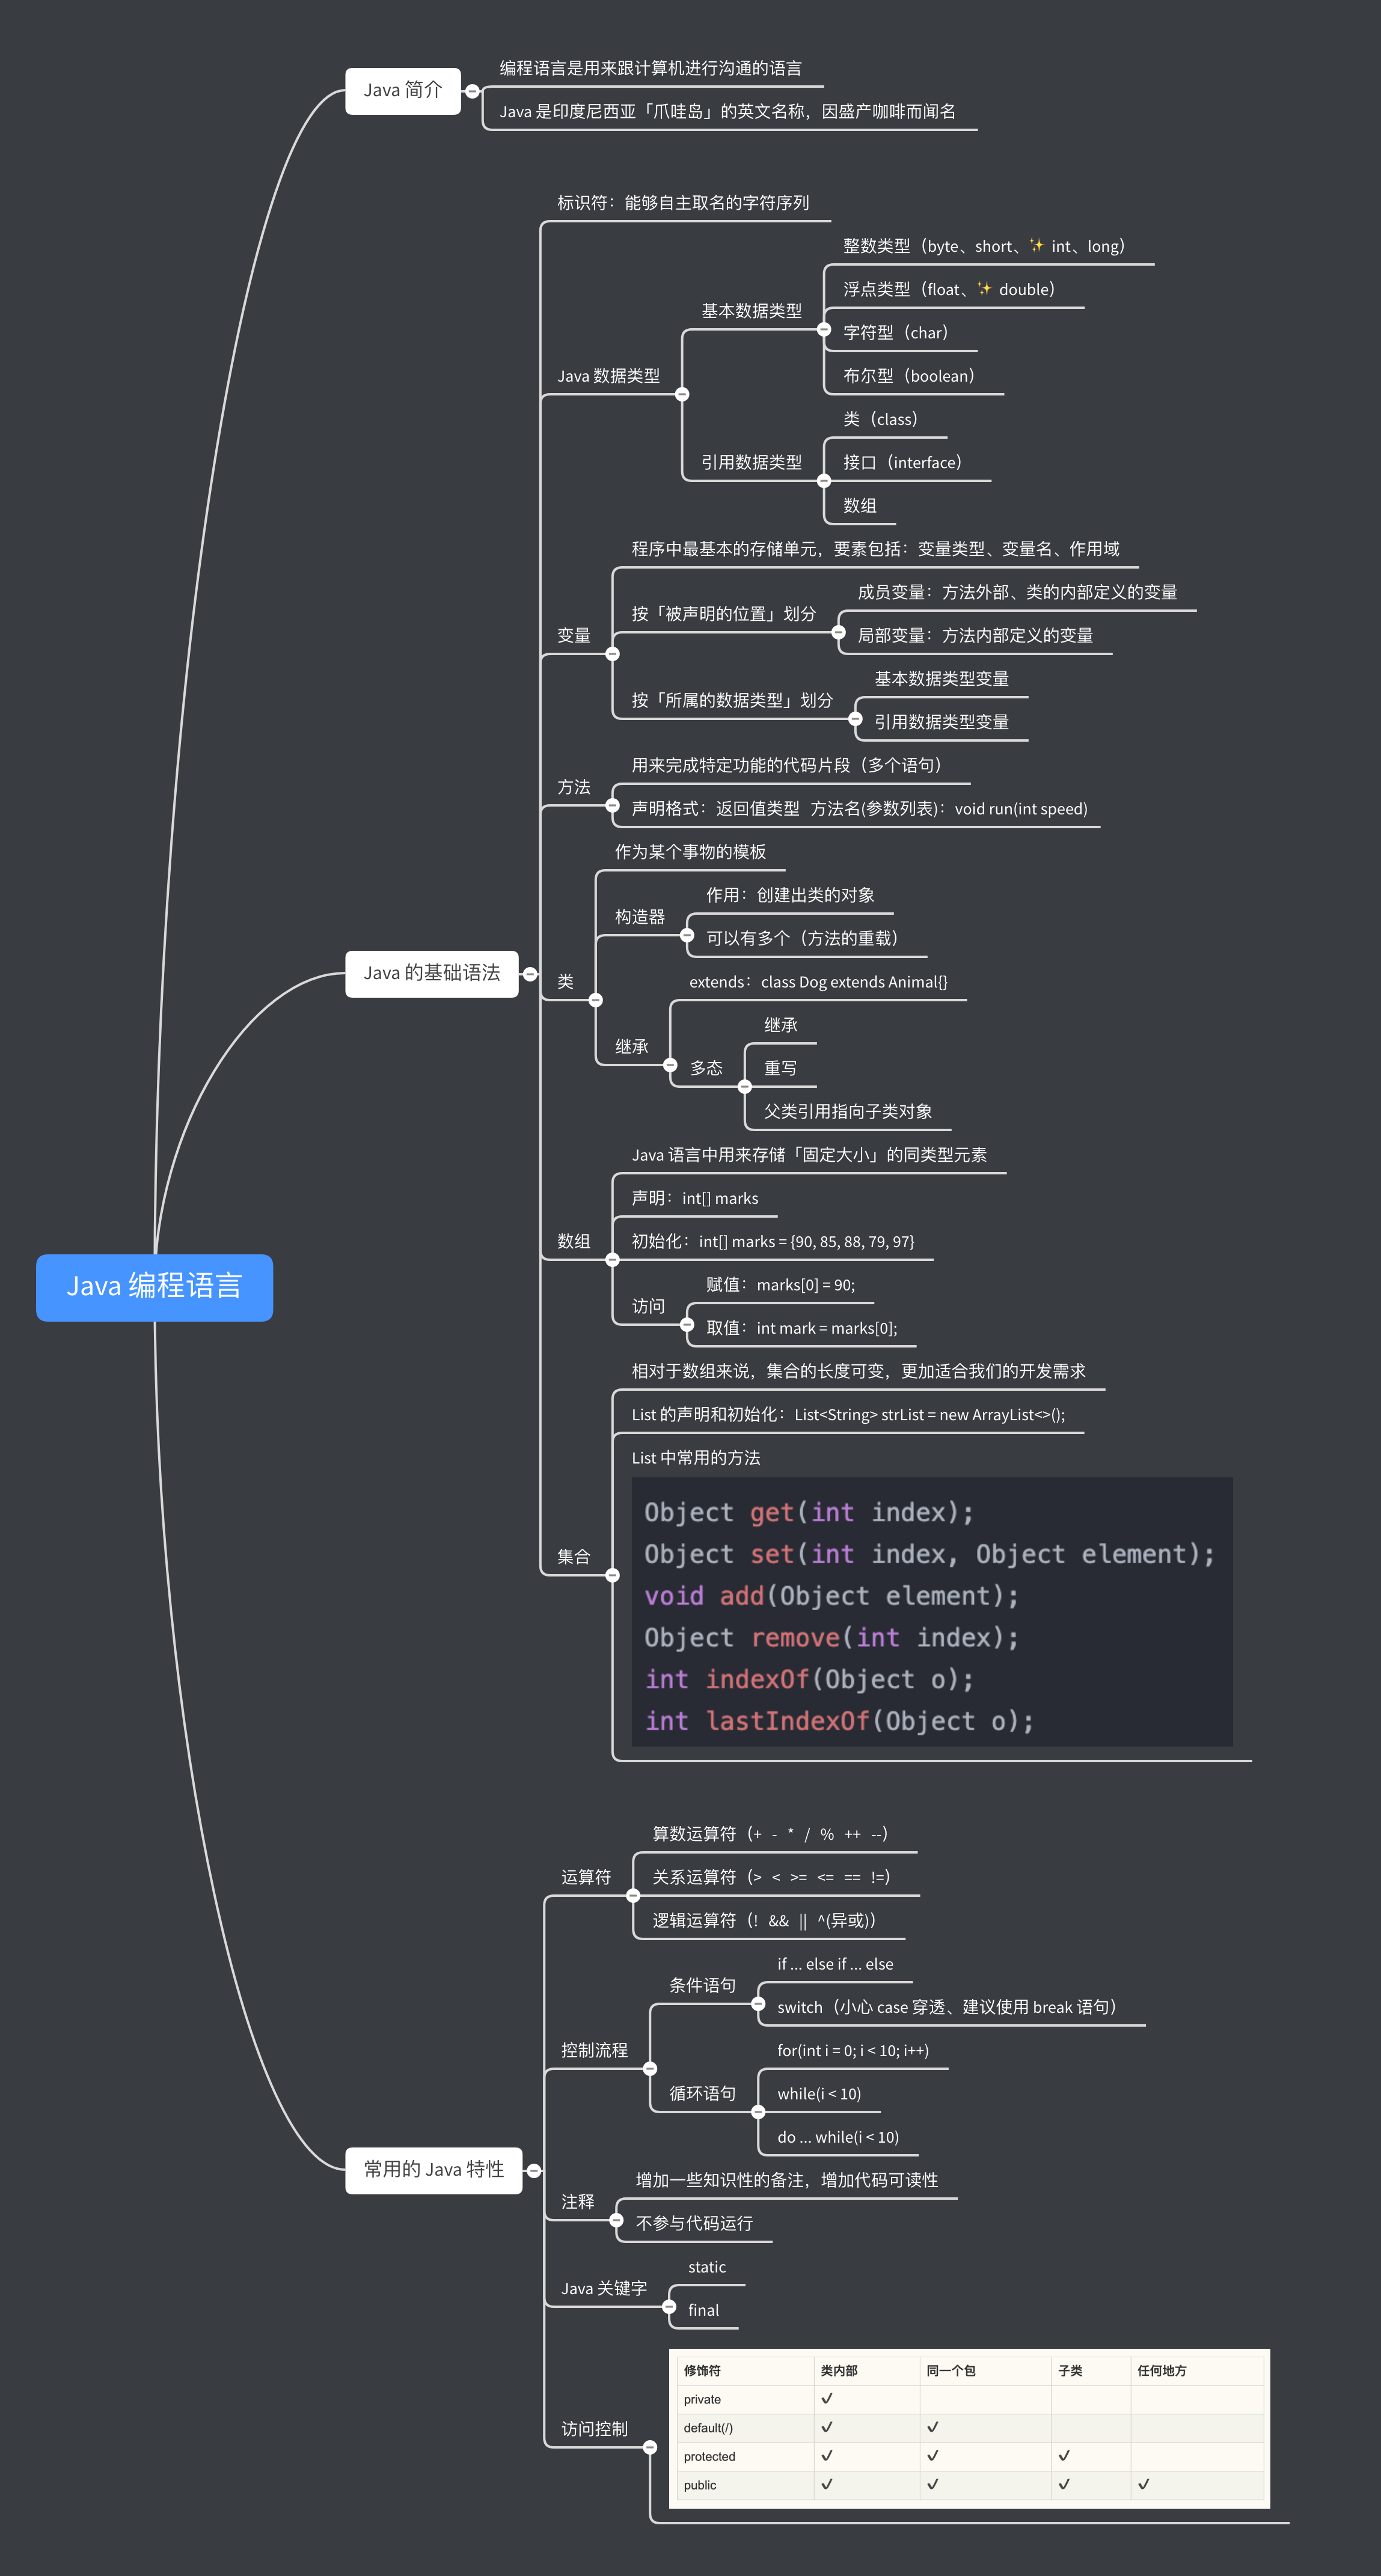 Java 编程语言
Java 简介
编程语言是用来跟计算机进行沟通的语言
Java 是印度尼西亚「爪哇岛」的英文名称，因盛产咖啡而闻名
Java 的基础语法
标识符：能够自主取名的字符序列
Java 数据类型
基本数据类型
整数类型（byte、short、✨ int、long）
浮点类型（float、✨ double）
字符型（char）
布尔型（boolean）
引用数据类型
类（class）
接口（interface）
数组
变量
程序中最基本的存储单元，要素包括：变量类型、变量名、作用域
按「被声明的位置」划分
成员变量：方法外部、类的内部定义的变量
局部变量：方法内部定义的变量
按「所属的数据类型」划分
基本数据类型变量
引用数据类型变量
方法
用来完成特定功能的代码片段（多个语句）
声明格式：返回值类型 方法名(参数列表)：void run(int speed)
类
作为某个事物的模板
构造器
作用：创建出类的对象
可以有多个（方法的重载）
继承
extends：class Dog extends Animal{}
多态
继承
重写
父类引用指向子类对象
数组
Java 语言中用来存储「固定大小」的同类型元素
声明：int[] marks
初始化：int[] marks = {90, 85, 88, 79, 97}
访问
赋值：marks[0] = 90;
取值：int mark = marks[0];
集合
相对于数组来说，集合的长度可变，更加适合我们的开发需求
List 的声明和初始化：List<String> strList = new ArrayList<>();
List 中常用的方法
Object get(int index);
Object set(int index, Object element);
void add(Object element);
Object remove(int index);
int indexOf(Object o);
int lastIndexOf(Object o);
常用的 Java 特性
运算符
算数运算符（+ - * / % ++ --）
关系运算符（> < >= <= == !=）
逻辑运算符（! && || ^(异或)）
控制流程
条件语句
if ... else if ... else
switch（小心 case 穿透、建议使用 break 语句）
循环语句
for(int i = 0; i < 10; i++)
while(i < 10)
do ... while(i < 10)
注释
增加一些知识性的备注，增加代码可读性
不参与代码运行
Java 关键字
static
final
访问控制
修饰符 类内部 同一个包 子类 任何地方
private ✓
default(/) ✓ ✓
protected ✓ ✓ ✓
public ✓ ✓ ✓ ✓